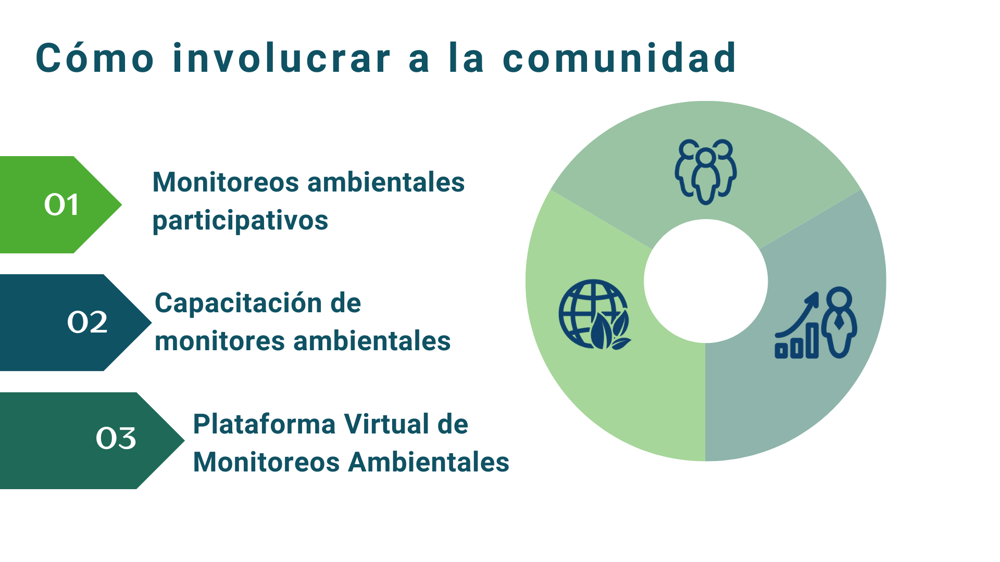 Cómo involucrar a la comunidad
01
Monitoreos ambientales
participativos
02
Capacitación de
monitores ambientales
03
Plataforma Virtual de
Monitoreos Ambientales